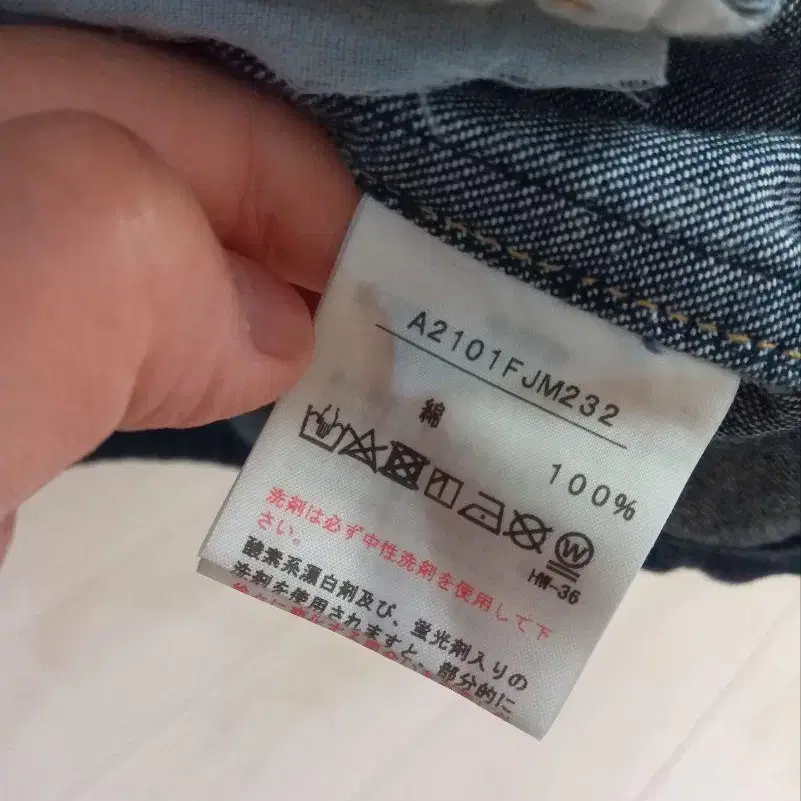 A2101FJM232
綿
100%
W
HW-36
洗剤は必ず中性洗剤を使用して下
さい。
酸素系漂白剤及び、蛍光剤入りの
洗剤を使用されますと、部分的に